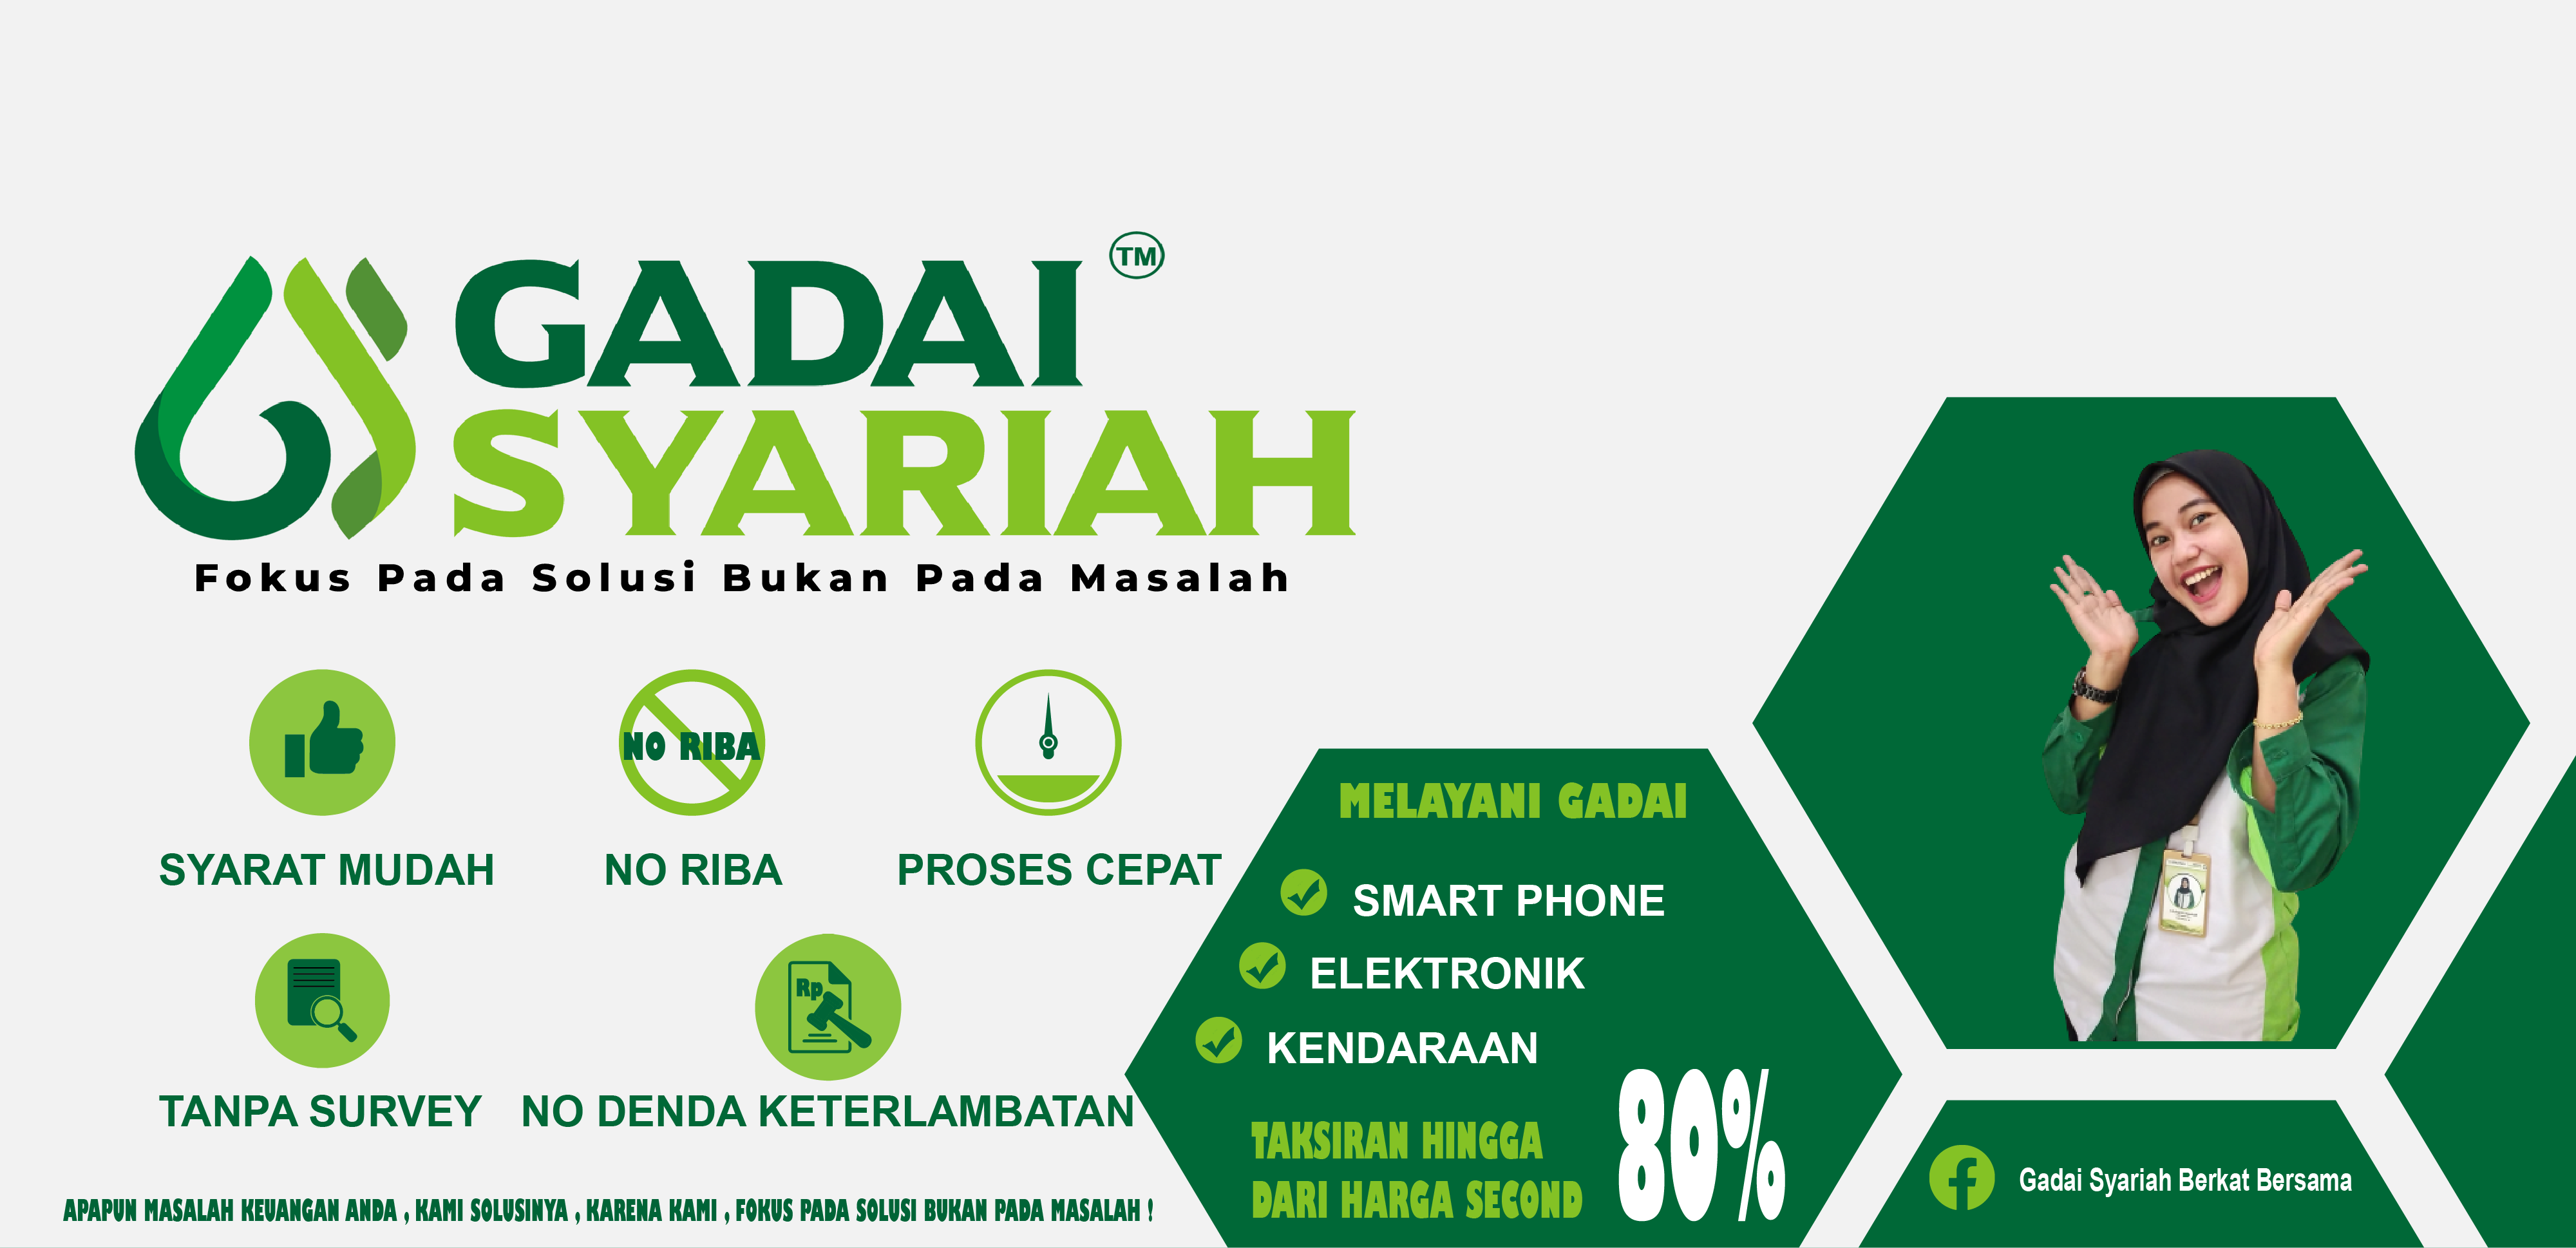 GADAI
TM
SYARIAH
Fokus Pada Solusi Bukan Pada Masalah
NO RIBA
SYARAT MUDAH
NO RIBA
PROSES CEPAT
Rp
TANPA SURVEY
NO DENDA KETERLAMBATAN
APAPUN MASALAH KEUANGAN ANDA , KAMI SOLUSINYA , KARENA KAMI , FOKUS PADA SOLUSI BUKAN PADA MASALAH !
MELAYANI GADAI
SMART PHONE
ELEKTRONIK
KENDARAAN
TAKSIRAN HINGGA
DARI HARGA SECOND
80%
Gadai Syariah Berkat Bersama